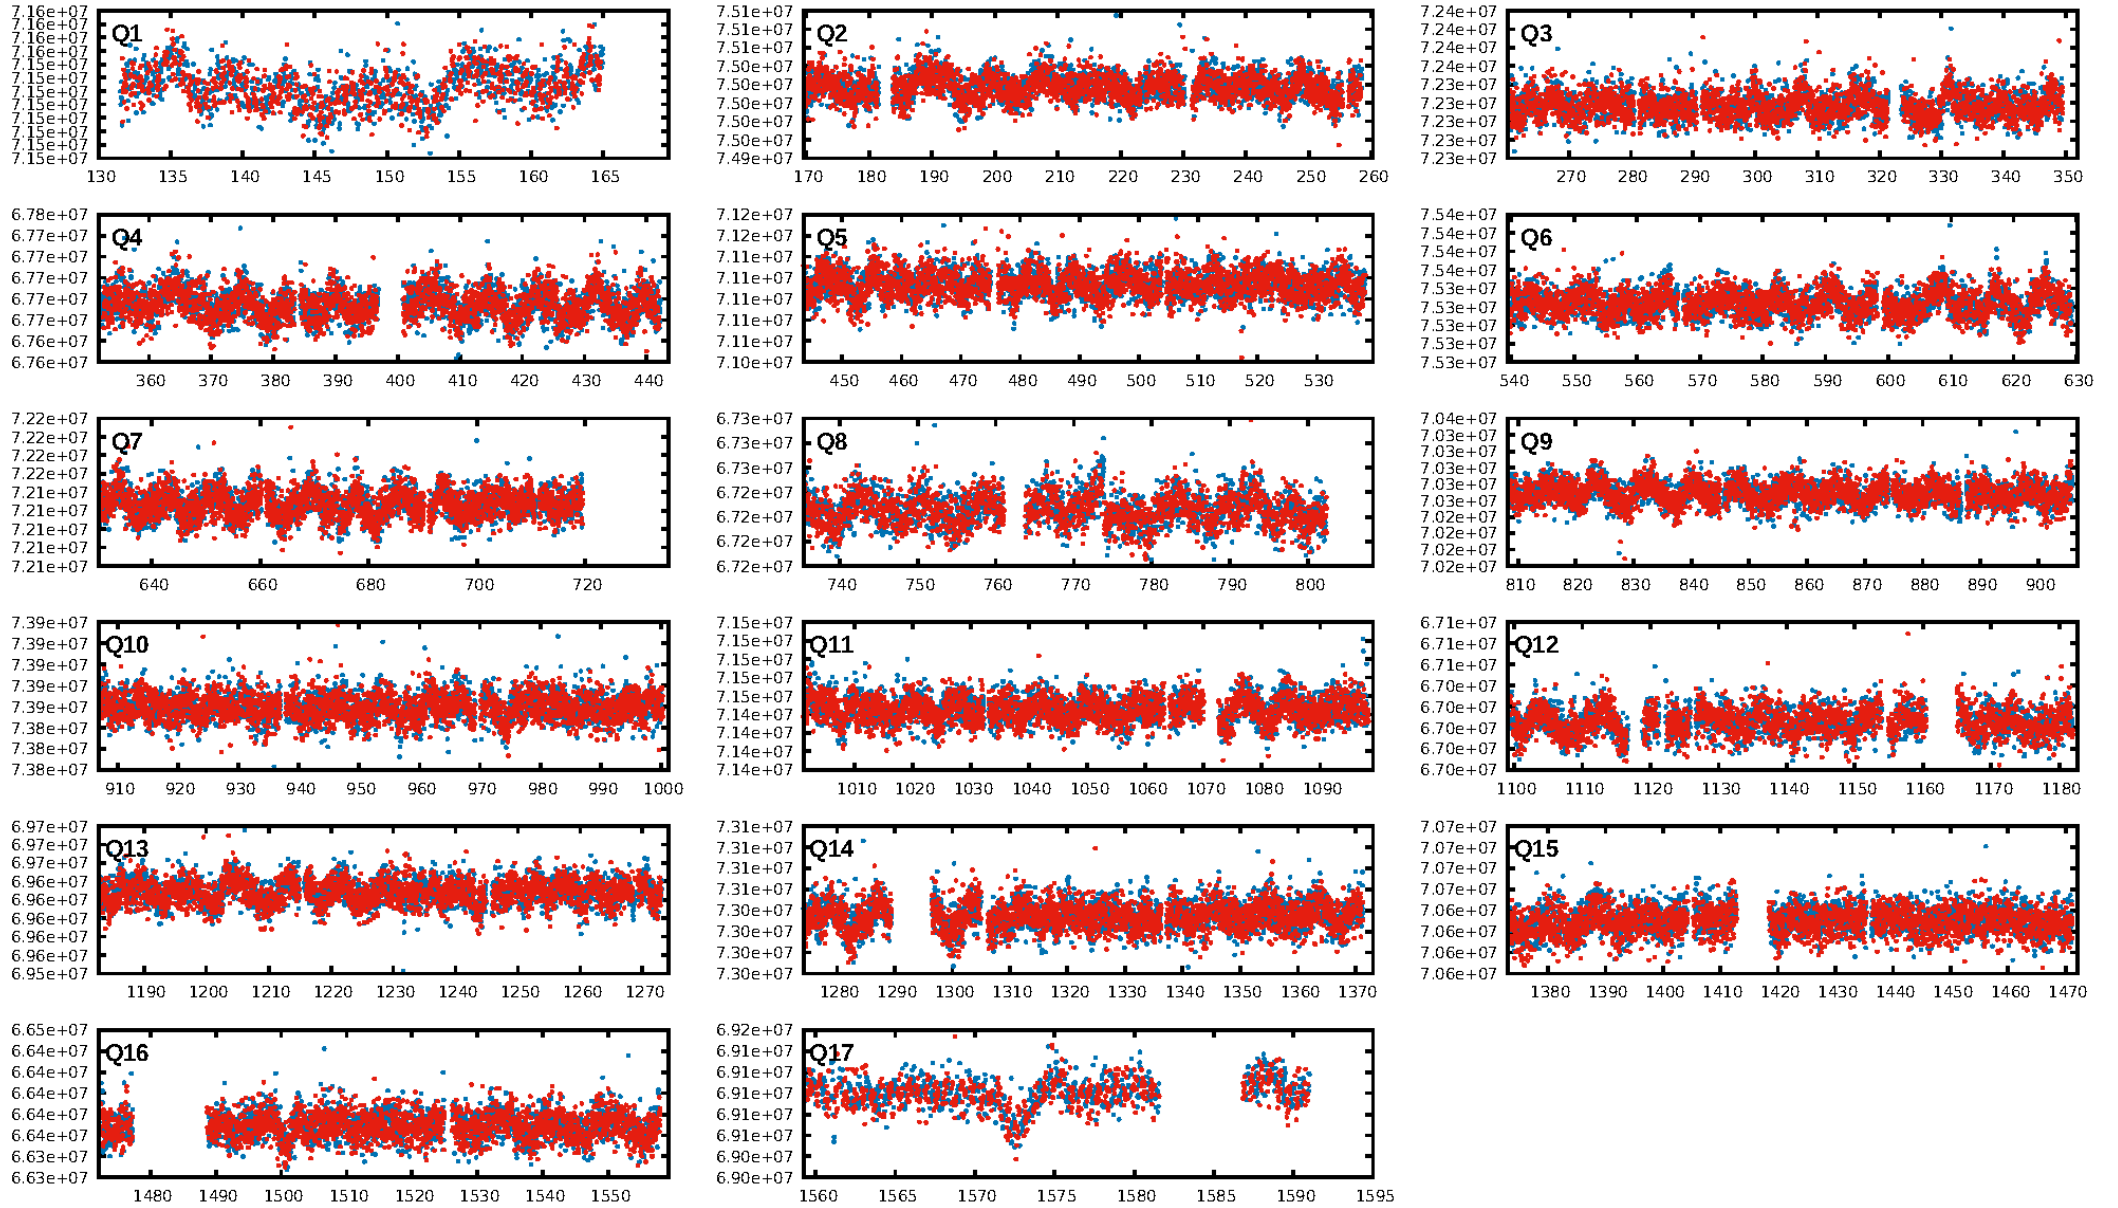 7.16e+07
7.16e+07
7.16e+07
7.16e+07
7.15e+07
7.15e+07
7.15e+07
7.15e+07
7.15e+07
7.15e+07
7.15e+07
7.15e+07
Q1
130 135 140 145 150 155 160 165
7.51e+07
7.51e+07
7.51e+07
7.50e+07
7.50e+07
7.50e+07
7.50e+07
7.50e+07
7.49e+07
Q2
170 180 190 200 210 220 230 240 250 260
7.24e+07
7.24e+07
7.24e+07
7.24e+07
7.23e+07
7.23e+07
7.23e+07
7.23e+07
7.23e+07
Q3
270 280 290 300 310 320 330 340 350
6.78e+07
6.77e+07
6.77e+07
6.77e+07
6.77e+07
6.77e+07
6.76e+07
6.76e+07
Q4
360 370 380 390 400 410 420 430 440
7.12e+07
7.12e+07
7.11e+07
7.11e+07
7.11e+07
7.11e+07
7.11e+07
7.10e+07
Q5
450 460 470 480 490 500 510 520 530
7.54e+07
7.54e+07
7.54e+07
7.54e+07
7.53e+07
7.53e+07
7.53e+07
7.53e+07
7.53e+07
Q6
540 550 560 570 580 590 600 610 620 630
7.22e+07
7.22e+07
7.22e+07
7.22e+07
7.21e+07
7.21e+07
7.21e+07
7.21e+07
7.21e+07
Q7
640 660 680 700 720
6.73e+07
6.73e+07
6.73e+07
6.72e+07
6.72e+07
6.72e+07
6.72e+07
Q8
740 750 760 770 780 790 800
7.04e+07
7.03e+07
7.03e+07
7.03e+07
7.03e+07
7.03e+07
7.02e+07
7.02e+07
7.02e+07
7.02e+07
Q9
810 820 830 840 850 860 870 880 890 900
7.39e+07
7.39e+07
7.39e+07
7.39e+07
7.39e+07
7.38e+07
7.38e+07
7.38e+07
Q10
910 920 930 940 950 960 970 980 990 1000
7.15e+07
7.15e+07
7.15e+07
7.15e+07
7.15e+07
7.14e+07
7.14e+07
7.14e+07
7.14e+07
Q11
1010 1020 1030 1040 1050 1060 1070 1080 1090
6.71e+07
6.71e+07
6.71e+07
6.70e+07
6.70e+07
6.70e+07
6.70e+07
6.70e+07
Q12
1100 1110 1120 1130 1140 1150 1160 1170 1180
6.97e+07
6.97e+07
6.97e+07
6.96e+07
6.96e+07
6.96e+07
6.96e+07
6.96e+07
6.95e+07
Q13
1190 1200 1210 1220 1230 1240 1250 1260 1270
7.31e+07
7.31e+07
7.31e+07
7.31e+07
7.30e+07
7.30e+07
7.30e+07
7.30e+07
Q14
1280 1290 1300 1310 1320 1330 1340 1350 1360 1370
7.07e+07
7.07e+07
7.07e+07
7.07e+07
7.06e+07
7.06e+07
7.06e+07
7.06e+07
Q15
1380 1390 1400 1410 1420 1430 1440 1450 1460 1470
6.65e+07
6.64e+07
6.64e+07
6.64e+07
6.64e+07
6.64e+07
6.63e+07
6.63e+07
Q16
1480 1490 1500 1510 1520 1530 1540 1550
6.92e+07
6.91e+07
6.91e+07
6.91e+07
6.91e+07
6.91e+07
6.90e+07
6.90e+07
Q17
1560 1565 1570 1575 1580 1585 1590 1595